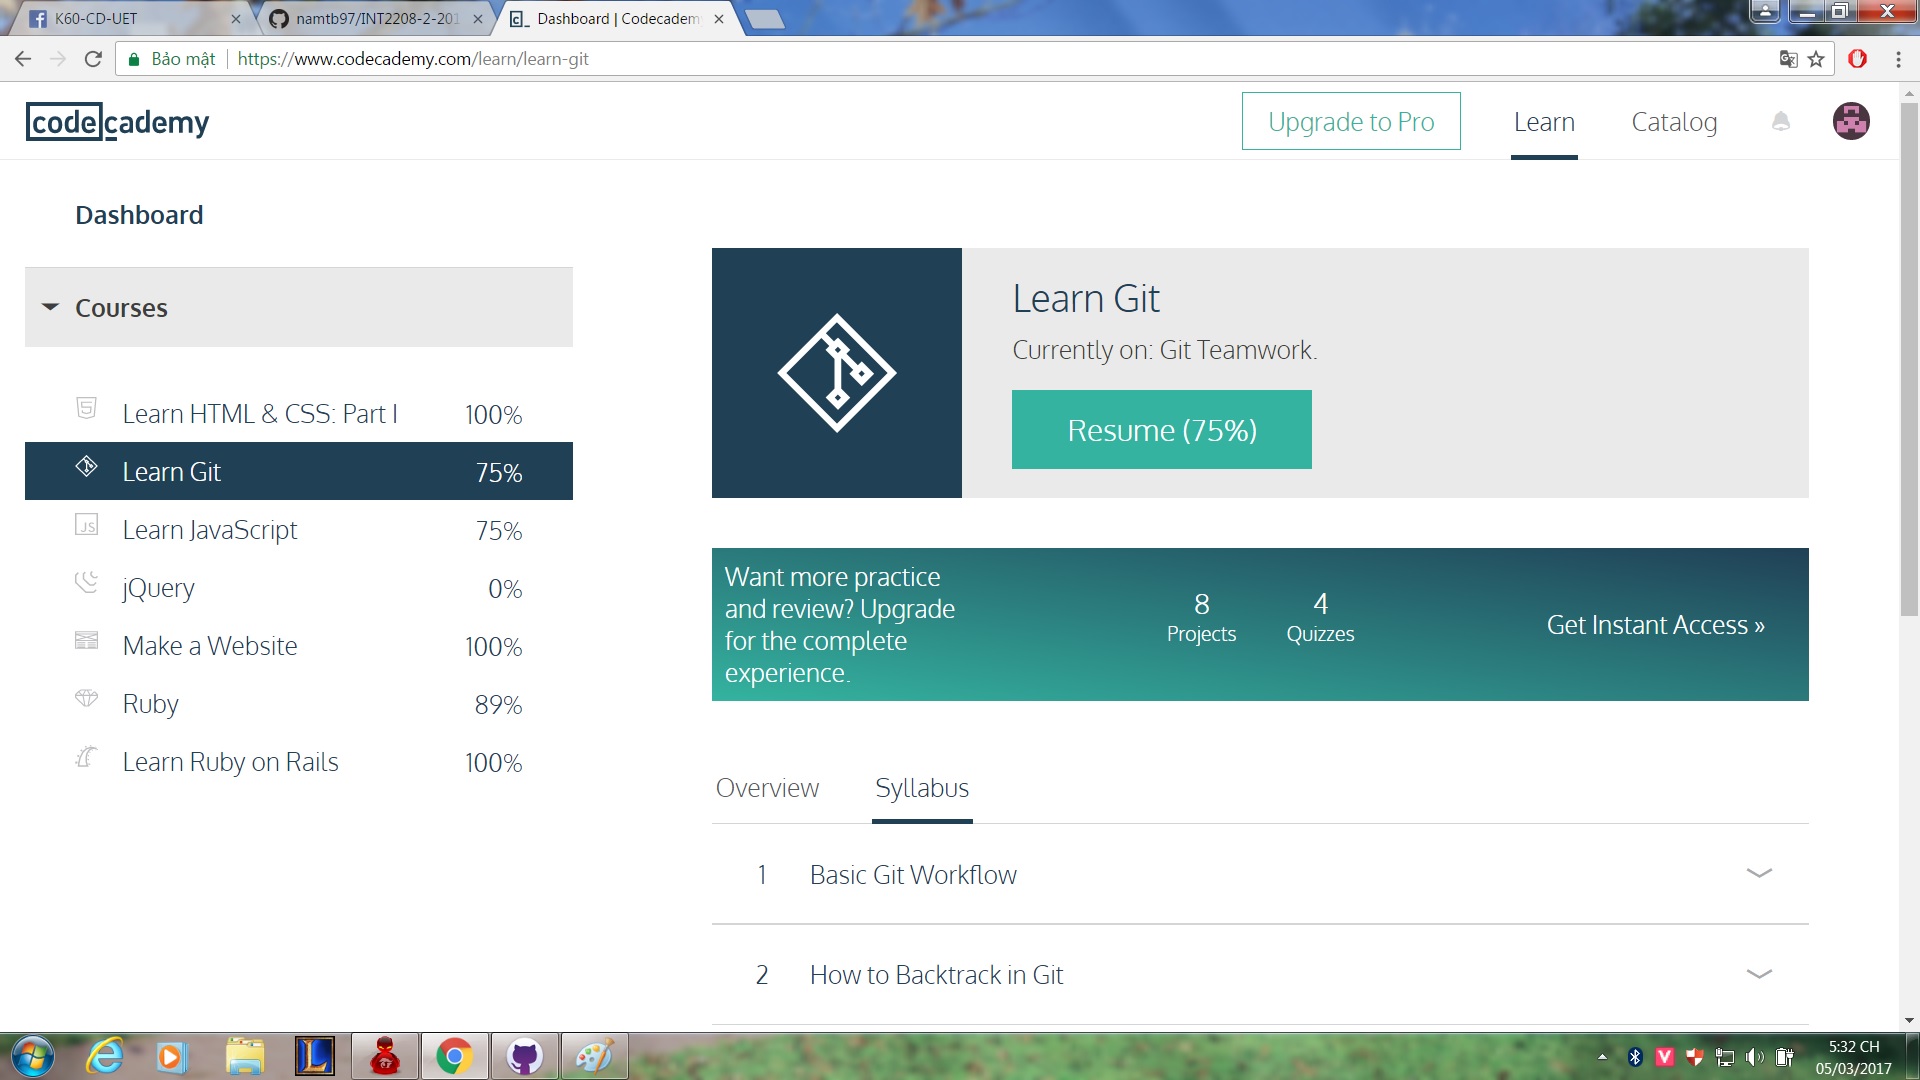 K60-CD-UET
namtb97/INT2208-2-201
Dashboard | Codecadem
Bảo mật
https://www.codecademy.com/learn/learn-git
codecademy
Upgrade to Pro
Learn
Catalog
Dashboard
Courses
Learn HTML & CSS: Part I 100%
Learn Git 75%
Learn JavaScript 75%
jQuery 0%
Make a Website 100%
Ruby 89%
Learn Ruby on Rails 100%
Learn Git
Currently on: Git Teamwork.
Resume (75%)
Want more practice
and review? Upgrade
for the complete
experience.
8
Projects
4
Quizzes
Get Instant Access »
Overview
Syllabus
1 Basic Git Workflow
2 How to Backtrack in Git
5:32 CH
05/03/2017